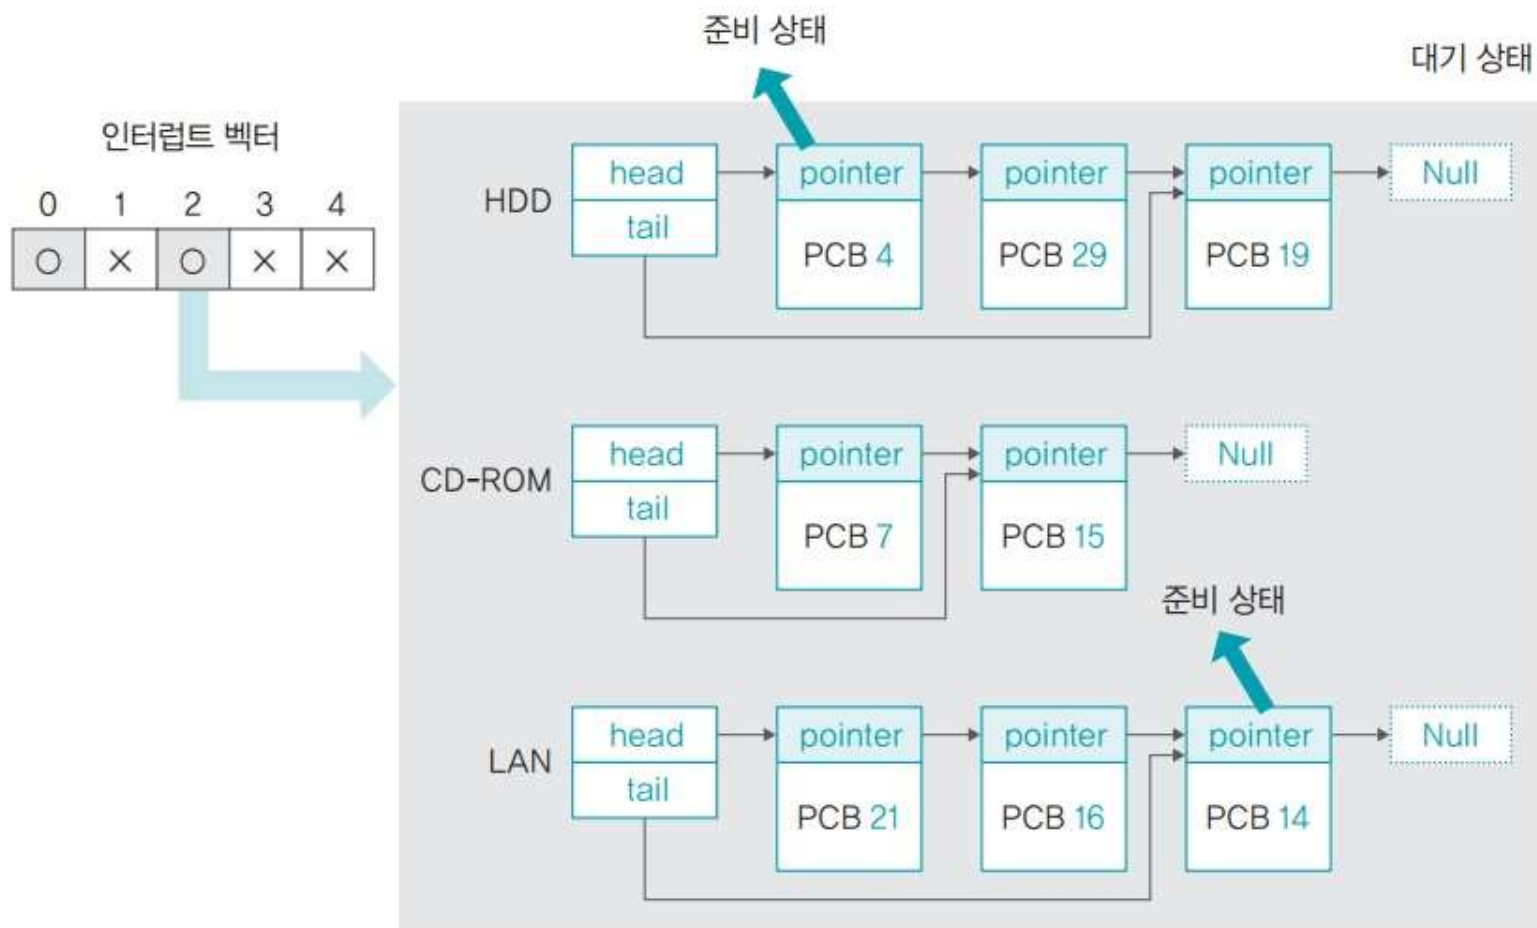 준비 상태
대기 상태
인터럽트 벡터
0 1 2 3 4
○ × ○ × ×
HDD
head
tail
pointer
PCB 4
pointer
PCB 29
pointer
PCB 19
Null
CD-ROM
head
tail
pointer
PCB 7
pointer
PCB 15
Null
준비 상태
LAN
head
tail
pointer
PCB 21
pointer
PCB 16
pointer
PCB 14
Null